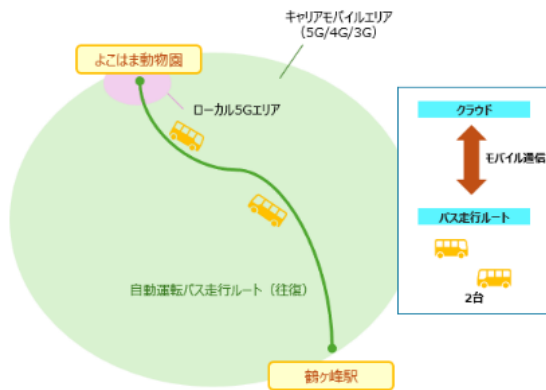 キャリアモバイルエリア
(5G/4G/3G)
よこはま動物園
ローカル5Gエリア
自動運転バス走行ルート（往復）
鶴ヶ峰駅
クラウド
モバイル通信
バス走行ルート
2台